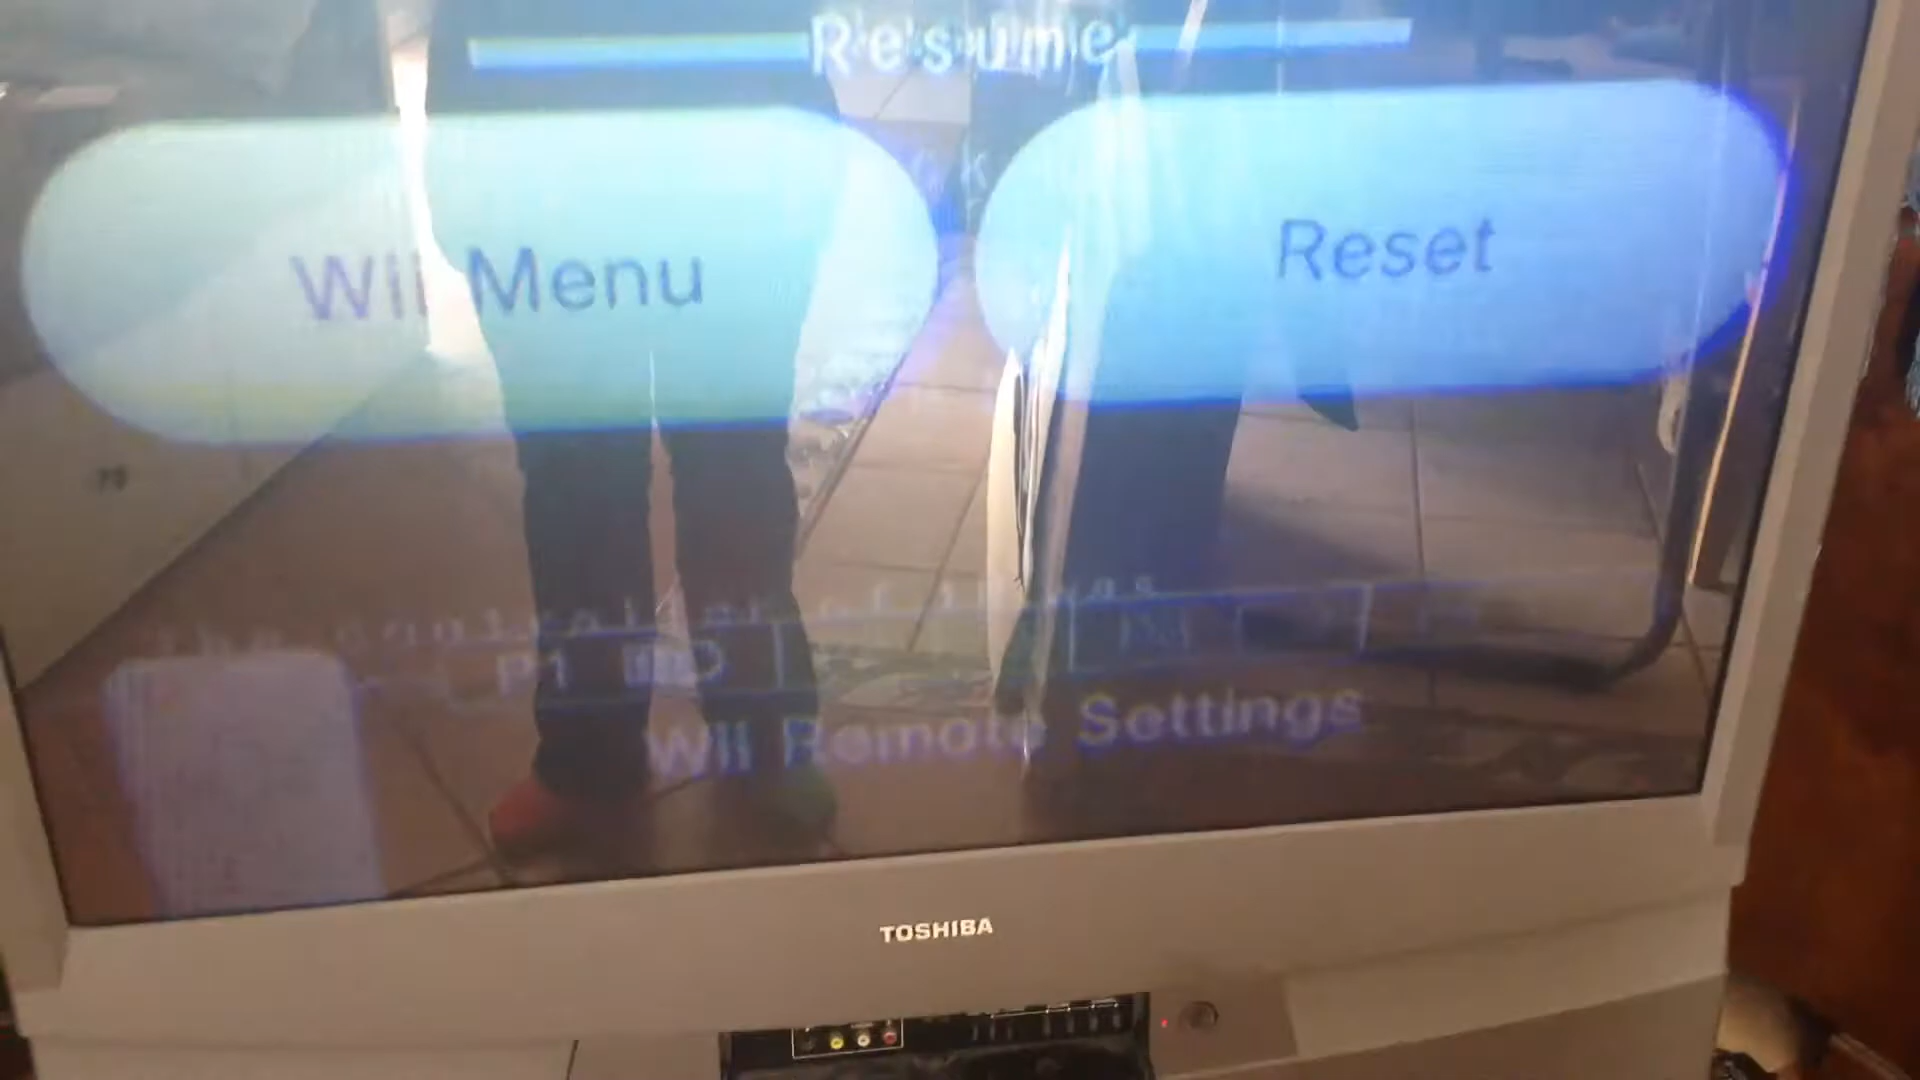 Resume
Wii Menu
Reset
P1
Wii Remote Settings
TOSHIBA